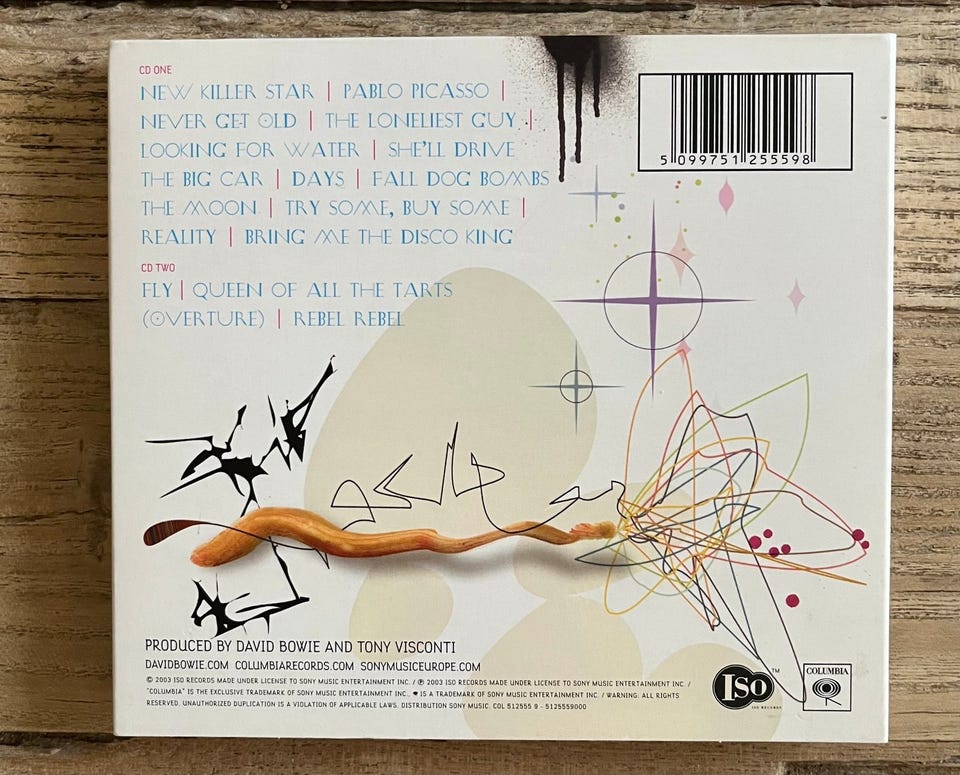 CD ONE
NEW KILLER STAR | PABLO PICASSO |
NEVER GET OLD | THE LONELIEST GUY |
LOOKING FOR WATER | SHE'LL DRIVE
THE BIG CAR | DAYS | FALL DOG BOMBS
THE MOON | TRY SOME, BUY SOME |
REALITY | BRING ME THE DISCO KING
CD TWO
FLY | QUEEN OF ALL THE TARTS
(OVERTURE) | REBEL REBEL
5 099751 255598
PRODUCED BY DAVID BOWIE AND TONY VISCONTI
DAVIDBOWIE.COM COLUMBIARECORDS.COM SONYMUSICEUROPE.COM
© 2003 ISO RECORDS MADE UNDER LICENSE TO SONY MUSIC ENTERTAINMENT INC. / ℗ 2003 ISO RECORDS MADE UNDER LICENSE TO SONY MUSIC ENTERTAINMENT INC. /
"COLUMBIA" IS THE EXCLUSIVE TRADEMARK OF SONY MUSIC ENTERTAINMENT INC., IS A TRADEMARK OF SONY MUSIC ENTERTAINMENT INC. / WARNING: ALL RIGHTS
RESERVED. UNAUTHORIZED DUPLICATION IS A VIOLATION OF APPLICABLE LAWS. DISTRIBUTION SONY MUSIC. COL 512555 9 - 5125559000
ISO ™
ISO RECORDS
COLUMBIA